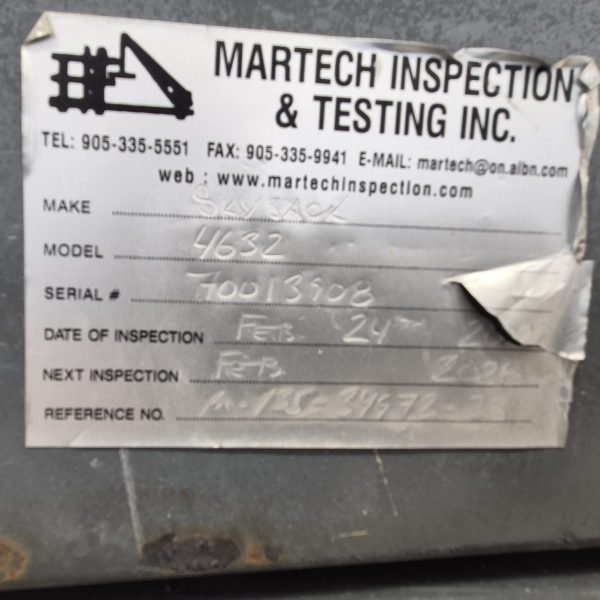 MARTECH INSPECTION
& TESTING INC.
TEL: 905-335-5551 FAX: 905-335-9941 E-MAIL: martech@on.aibn.com
web : www.martechinspection.com
MAKE SKYJACK
MODEL 4632
SERIAL # 70013908
DATE OF INSPECTION FEB. 24TH
NEXT INSPECTION FEB.
REFERENCE NO.